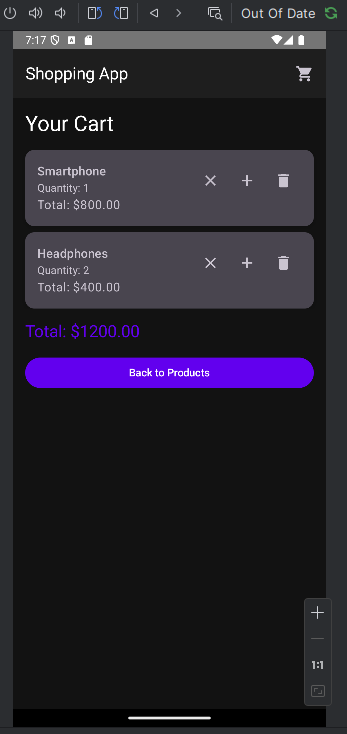 Out Of Date
7:17
Shopping App
Your Cart
Smartphone
Quantity: 1
Total: $800.00
Headphones
Quantity: 2
Total: $400.00
Total: $1200.00
Back to Products
1:1